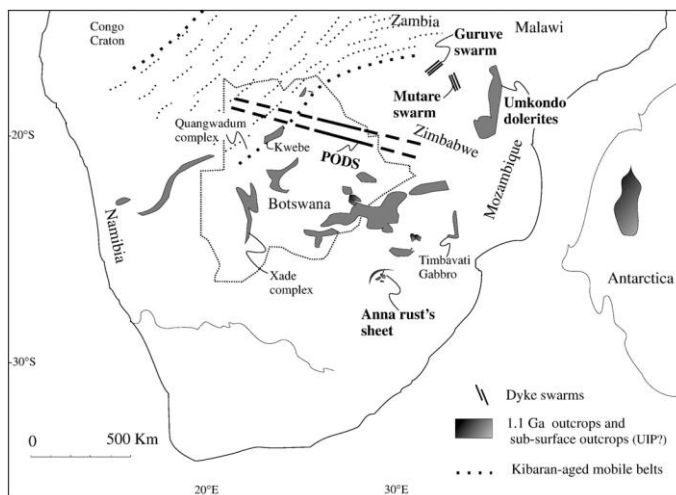 Congo
Craton
Zambia
Malawi
Guruve
swarm
Mutare
swarm
Umkondo
dolerites
20°S
Quangwadum
complex
Kwebe
PODS
Zimbabwe
Mozambique
Namibia
Botswana
Xade
complex
Timbavati
Gabbro
Anna rust's
sheet
Antarctica
30°S
Dyke swarms
1.1 Ga outcrops and
sub-surface outcrops (UIP?)
Kibaran-aged mobile belts
0 500 Km
20°E 30°E